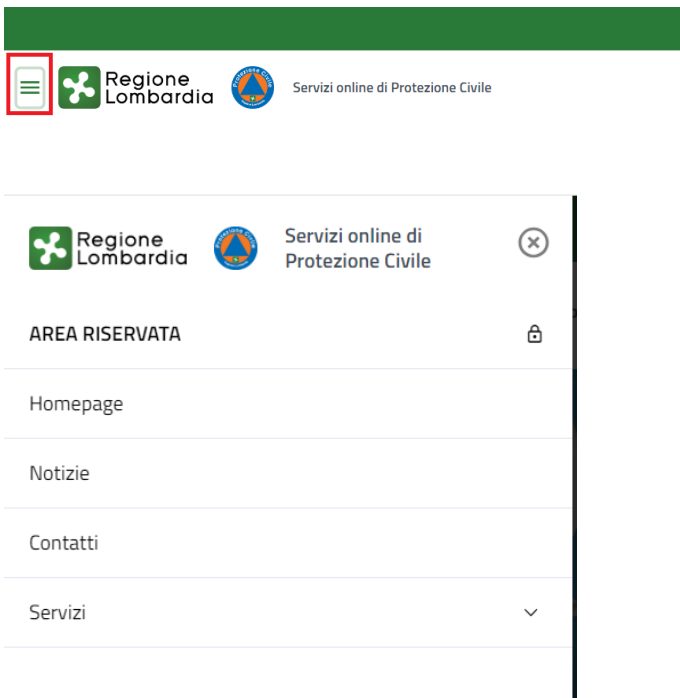 Regione
Lombardia
Servizi online di Protezione Civile
Regione
Lombardia
Servizi online di
Protezione Civile
AREA RISERVATA
Homepage
Notizie
Contatti
Servizi